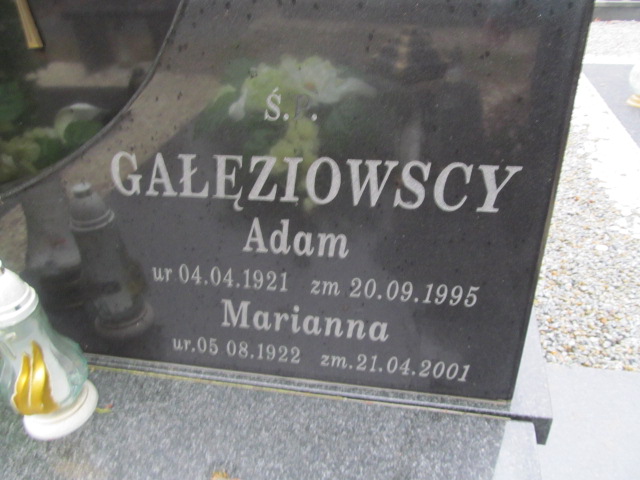 Ś.P.
GAŁĘZIOWSCY
Adam
ur 04.04.1921 zm 20.09.1995
Marianna
ur.05 08.1922 zm.21.04.2001